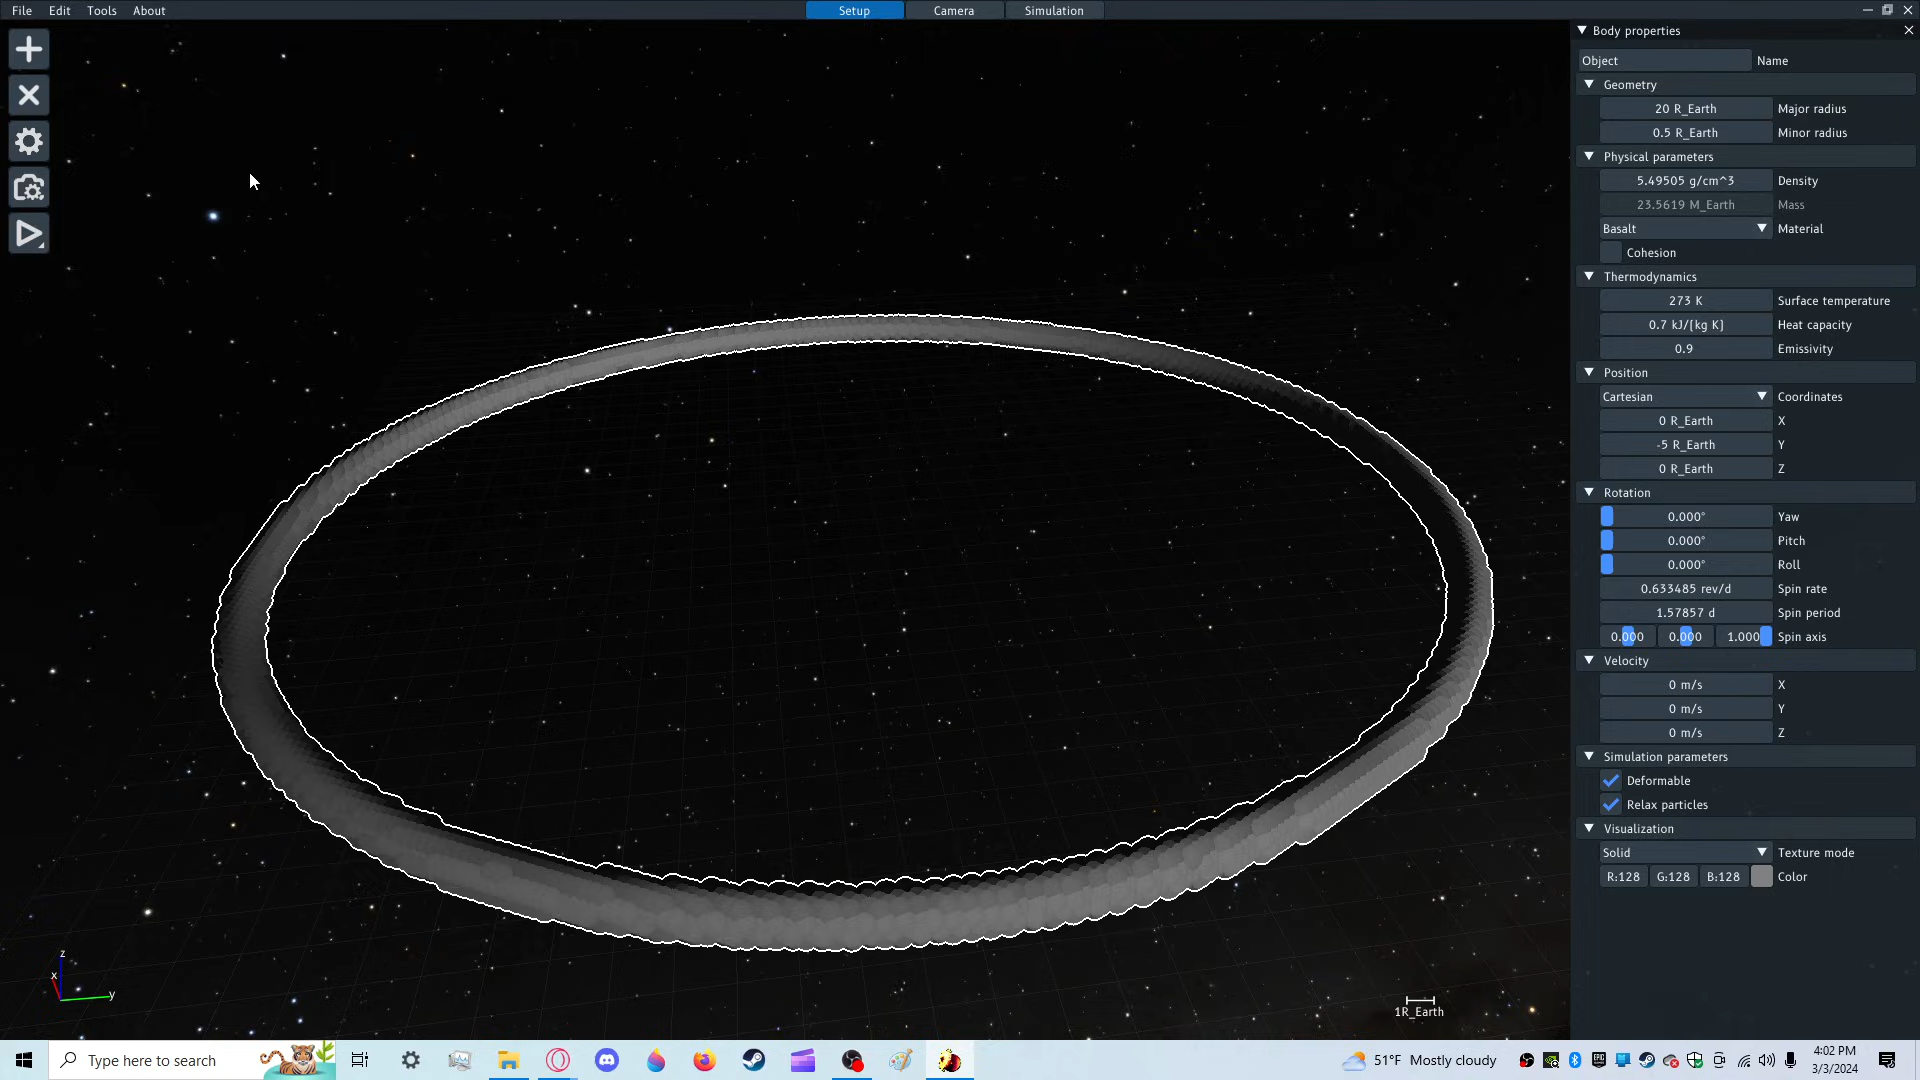 File Edit Tools About
Setup Camera Simulation
Body properties
Object Name
Geometry
20 R_Earth Major radius
0.5 R_Earth Minor radius
Physical parameters
5.49505 g/cm^3 Density
23.5619 M_Earth Mass
Basalt Material
Cohesion
Thermodynamics
273 K Surface temperature
0.7 kJ/[kg K] Heat capacity
0.9 Emissivity
Position
Cartesian Coordinates
0 R_Earth X
-5 R_Earth Y
0 R_Earth Z
Rotation
0.000° Yaw
0.000° Pitch
0.000° Roll
0.633485 rev/d Spin rate
1.57857 d Spin period
0.000 0.000 1.000 Spin axis
Velocity
0 m/s X
0 m/s Y
0 m/s Z
Simulation parameters
Deformable
Relax particles
Visualization
Solid Texture mode
R:128 G:128 B:128 Color
z
x
y
1R_Earth
Type here to search
51°F Mostly cloudy
4:02 PM
3/3/2024